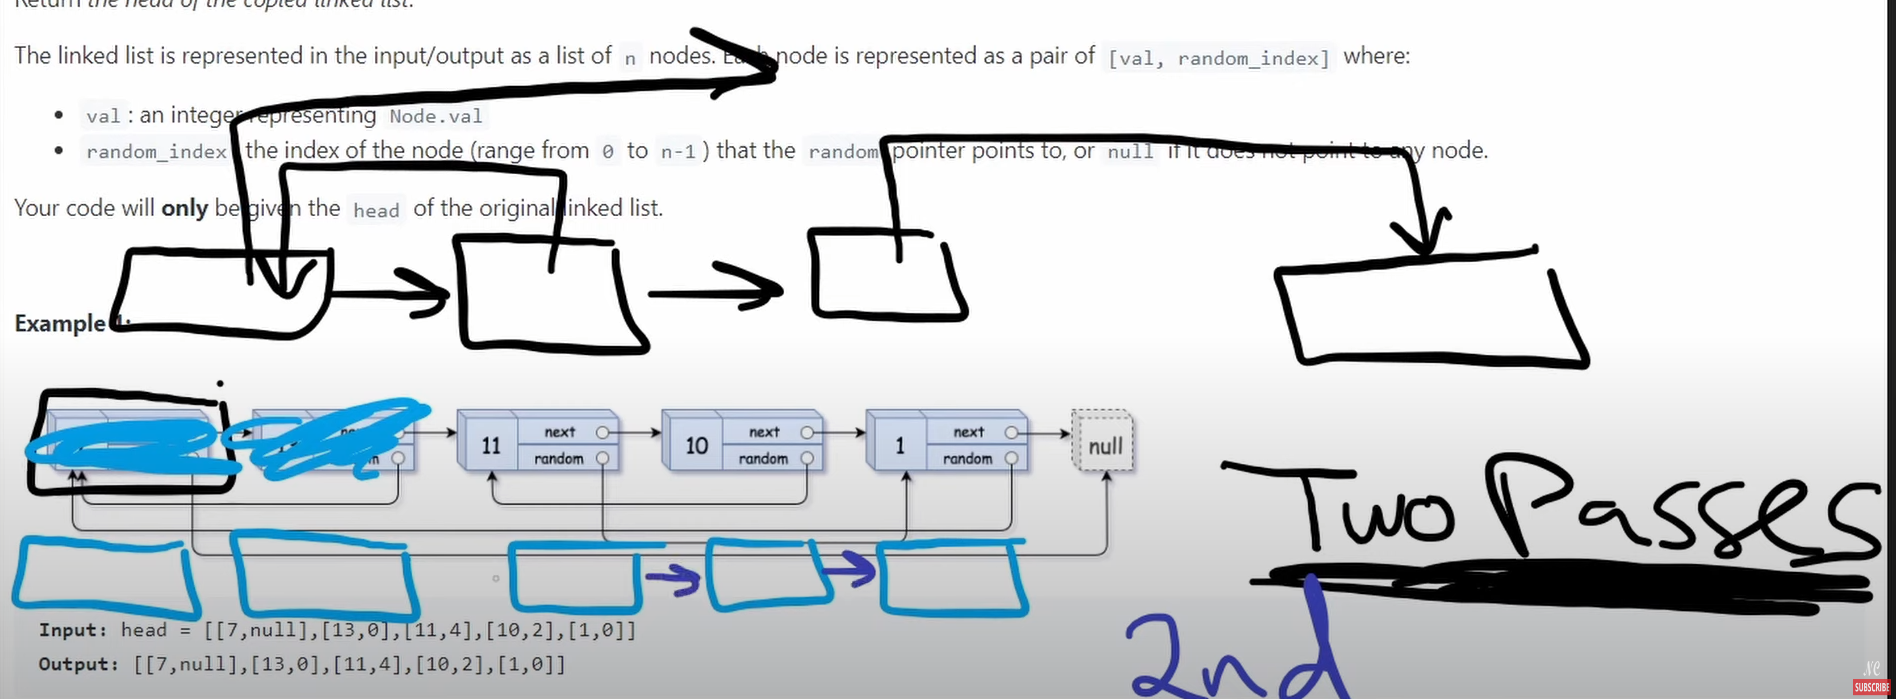 Return the head of the copied linked list.
The linked list is represented in the input/output as a list of n nodes. Each node is represented as a pair of [val, random_index] where:
• val : an integer representing Node.val
• random_index the index of the node (range from 0 to n-1 ) that the random pointer points to, or null if it does not point to any node.
Your code will only be given the head of the original linked list.
Example 1:
next
random
11 next
random
10 next
random
1 next
random
null
Two Passes
2nd
Input: head = [[7,null],[13,0],[11,4],[10,2],[1,0]]
Output: [[7,null],[13,0],[11,4],[10,2],[1,0]]
NC
SUBSCRIBE